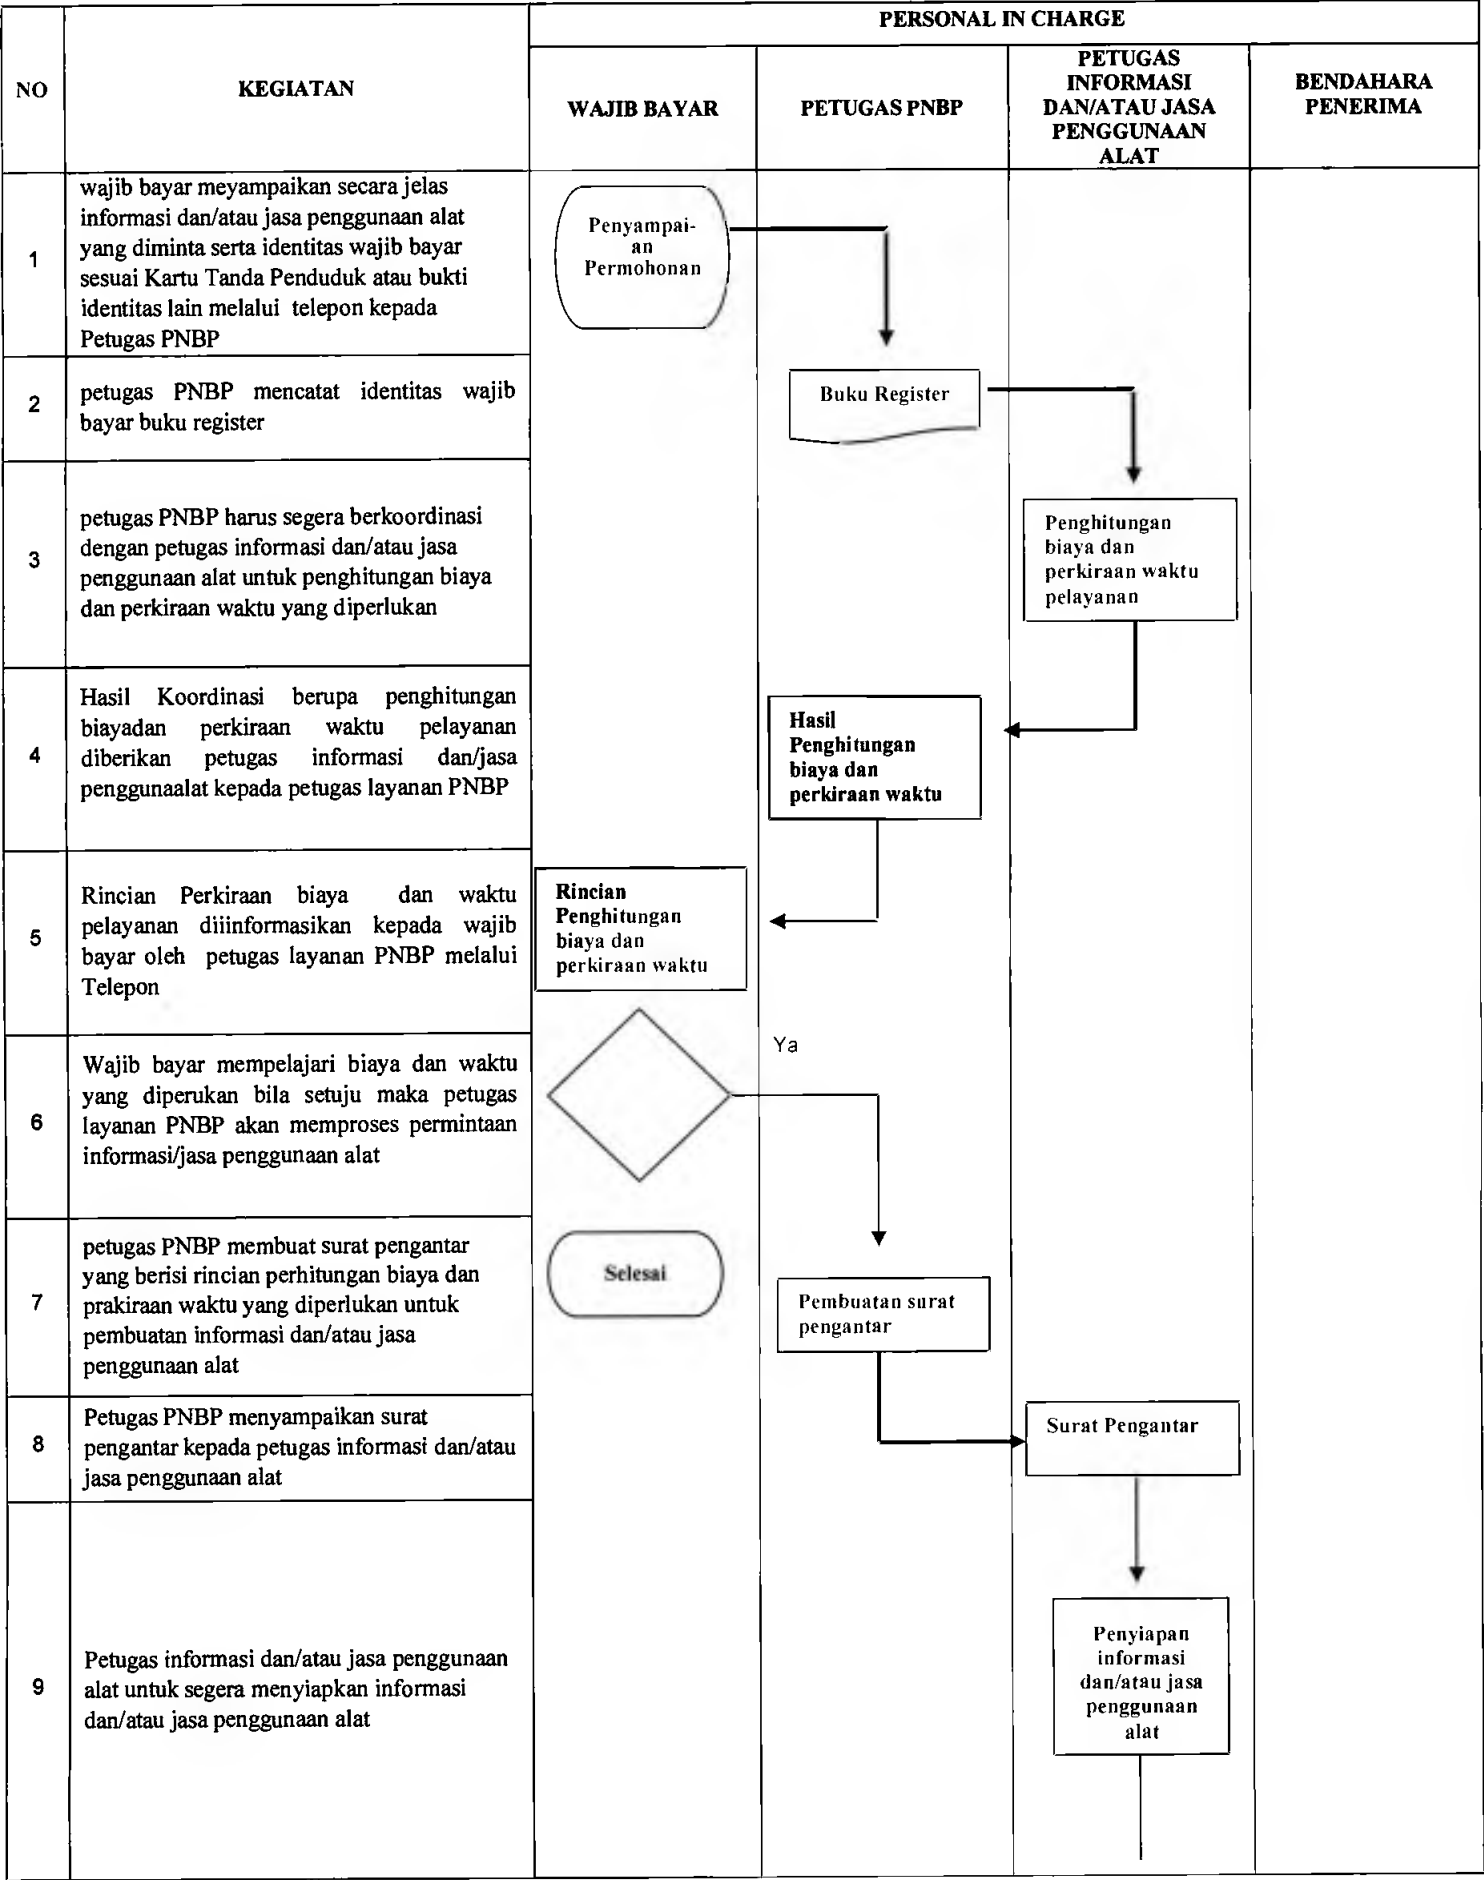 PERSONAL IN CHARGE
NO
KEGIATAN
WAJIB BAYAR
PETUGAS PNBP
PETUGAS
INFORMASI
DAN/ATAU JASA
PENGGUNAAN
ALAT
BENDAHARA
PENERIMA
1
wajib bayar meyampaikan secara jelas
informasi dan/atau jasa penggunaan alat
yang diminta serta identitas wajib bayar
sesuai Kartu Tanda Penduduk atau bukti
identitas lain melalui telepon kepada
Petugas PNBP
Penyampai-
an
Permohonan
2
petugas PNBP mencatat identitas wajib
bayar buku register
Buku Register
3
petugas PNBP harus segera berkoordinasi
dengan petugas informasi dan/atau jasa
penggunaan alat untuk penghitungan biaya
dan perkiraan waktu yang diperlukan
Penghitungan
biaya dan
perkiraan waktu
pelayanan
4
Hasil Koordinasi berupa penghitungan
biayadan perkiraan waktu pelayanan
diberikan petugas informasi dan/jasa
penggunaalat kepada petugas layanan PNBP
Hasil
Penghitungan
biaya dan
perkiraan waktu
5
Rincian Perkiraan biaya dan waktu
pelayanan diiinformasikan kepada wajib
bayar oleh petugas layanan PNBP melalui
Telepon
Rincian
Penghitungan
biaya dan
perkiraan waktu
6
Wajib bayar mempelajari biaya dan waktu
yang diperukan bila setuju maka petugas
layanan PNBP akan memproses permintaan
informasi/jasa penggunaan alat
Ya
7
petugas PNBP membuat surat pengantar
yang berisi rincian perhitungan biaya dan
prakiraan waktu yang diperlukan untuk
pembuatan informasi dan/atau jasa
penggunaan alat
Selesai
Pembuatan surat
pengantar
8
Petugas PNBP menyampaikan surat
pengantar kepada petugas informasi dan/atau
jasa penggunaan alat
Surat Pengantar
9
Petugas informasi dan/atau jasa penggunaan
alat untuk segera menyiapkan informasi
dan/atau jasa penggunaan alat
Penyiapan
informasi
dan/atau jasa
penggunaan
alat